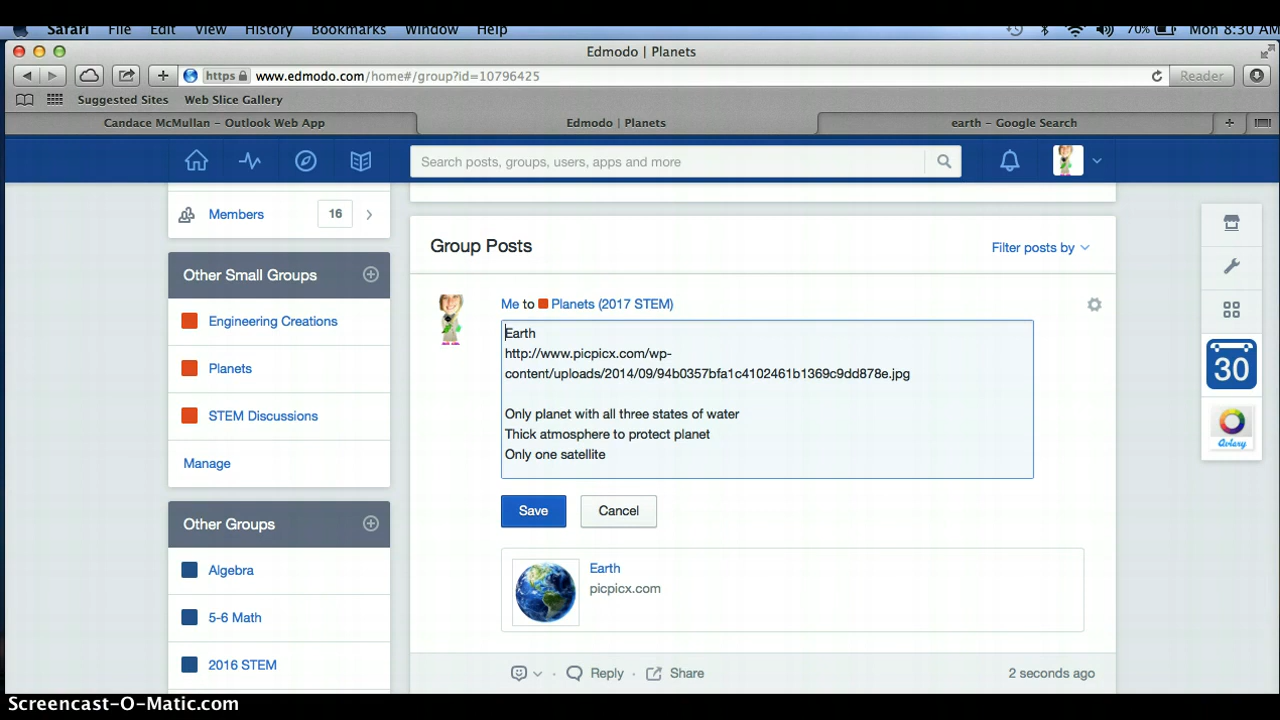 Safari File Edit View History Bookmarks Window Help 70% Mon 8:30 AM
Edmodo | Planets
https www.edmodo.com/home#/group?id=10796425 Reader
Suggested Sites Web Slice Gallery
Candace McMullan – Outlook Web App Edmodo | Planets earth – Google Search
Search posts, groups, users, apps and more
Members 16
Other Small Groups
Engineering Creations
Planets
STEM Discussions
Manage
Other Groups
Algebra
5-6 Math
2016 STEM
Group Posts Filter posts by
Me to Planets (2017 STEM)
Earth
http://www.picpicx.com/wp-
content/uploads/2014/09/94b0357bfa1c4102461b1369c9dd878e.jpg
Only planet with all three states of water
Thick atmosphere to protect planet
Only one satellite
Save Cancel
Earth
picpicx.com
Reply Share 2 seconds ago
30
Aviary
Screencast-O-Matic.com